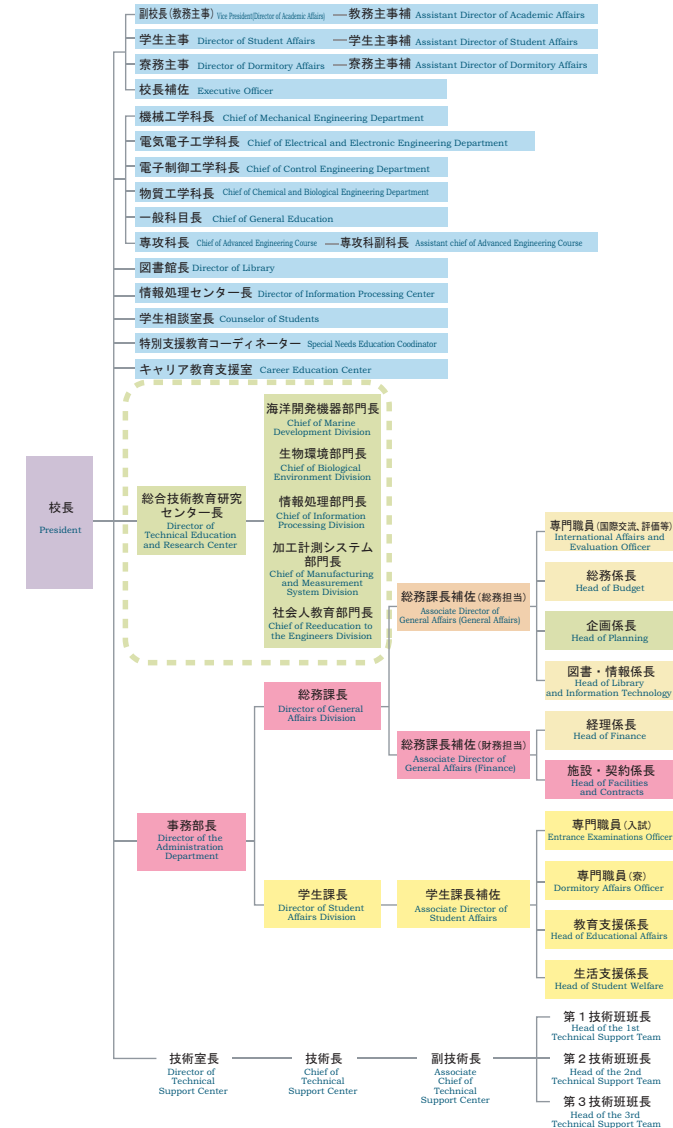 副校長(教務主事) Vice President(Director of Academic Affairs) 教務主事補 Assistant Director of Academic Affairs
学生主事 Director of Student Affairs 学生主事補 Assistant Director of Student Affairs
寮務主事 Director of Dormitory Affairs 寮務主事補 Assistant Director of Dormitory Affairs
校長補佐 Executive Officer
機械工学科長 Chief of Mechanical Engineering Department
電気電子工学科長 Chief of Electrical and Electronic Engineering Department
電子制御工学科長 Chief of Control Engineering Department
物質工学科長 Chief of Chemical and Biological Engineering Department
一般科目長 Chief of General Education
専攻科長 Chief of Advanced Engineering Course 専攻科副科長 Assistant chief of Advanced Engineering Course
図書館長 Director of Library
情報処理センター長 Director of Information Processing Center
学生相談室長 Counselor of Students
特別支援教育コーディネーター Special Needs Education Coodinator
キャリア教育支援室 Career Education Center
校長
President
総合技術教育研究
センター長
Director of
Technical Education
and Research Center
海洋開発機器部門長
Chief of Marine
Development Division
生物環境部門長
Chief of Biological
Environment Division
情報処理部門長
Chief of Information
Processing Division
加工計測システム
部門長
Chief of Manufacturing
and Measurement
System Division
社会人教育部門長
Chief of Reeducation to
the Engineers Division
事務部長
Director of the
Administration
Department
総務課長
Director of General
Affairs Division
総務課長補佐(総務担当)
Associate Director of
General Affairs (General Affairs)
専門職員(国際交流、評価等)
International Affairs and
Evaluation Officer
総務係長
Head of Budget
企画係長
Head of Planning
図書・情報係長
Head of Library
and Information Technology
総務課長補佐(財務担当)
Associate Director of
General Affairs (Finance)
経理係長
Head of Finance
施設・契約係長
Head of Facilities
and Contracts
学生課長
Director of Student
Affairs Division
学生課長補佐
Associate Director of
Student Affairs
専門職員(入試)
Entrance Examinations Officer
専門職員(寮)
Dormitory Affairs Officer
教育支援係長
Head of Educational Affairs
生活支援係長
Head of Student Welfare
技術室長
Director of
Technical
Support Center
技術長
Chief of
Technical
Support Center
副技術長
Associate
Chief of
Technical
Support Center
第1技術班班長
Head of the 1st
Technical Support Team
第2技術班班長
Head of the 2nd
Technical Support Team
第3技術班班長
Head of the 3rd
Technical Support Team